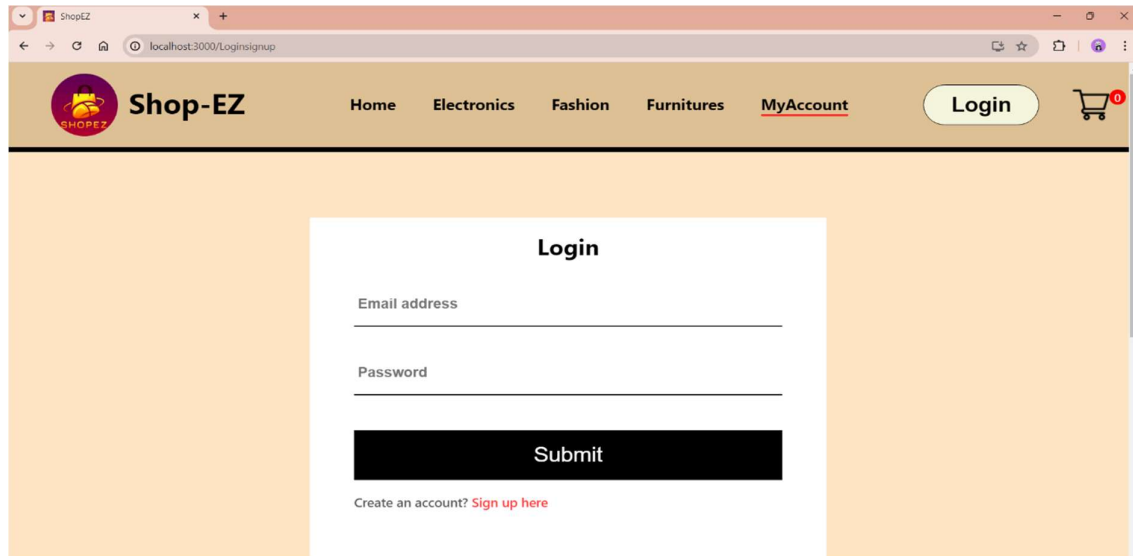 ShopEZ
localhost:3000/Loginsignup
SHOPEZ
Shop-EZ
Home Electronics Fashion Furnitures MyAccount
Login
0
Login
Email address
Password
Submit
Create an account? Sign up here